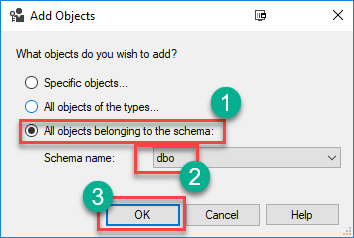 Add Objects
What objects do you wish to add?
Specific objects...
All objects of the types...
1
All objects belonging to the schema:
Schema name: dbo
2
3
OK Cancel Help